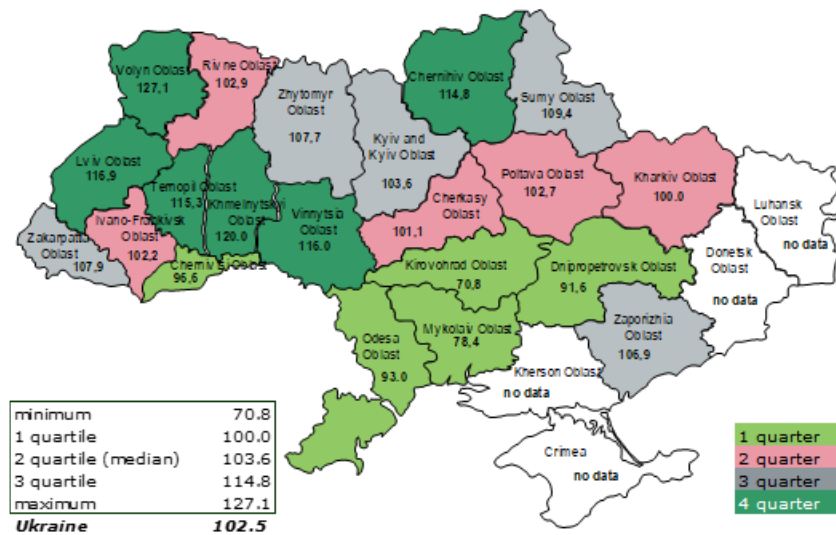 Volyn Oblast
127,1
Rivne Oblast
102,9
Zhytomyr
Oblast
107,7
Kyiv and
Kyiv Oblast
103,6
Chernihiv Oblast
114,8
Sumy Oblast
109,4
Lviv Oblast
116,9
Ternopil Oblast
115,3
Khmelnytskyi
Oblast
120.0
Vinnytsia
Oblast
116.0
Cherkasy
Oblast
101,1
Poltava Oblast
102,7
Kharkiv Oblast
100.0
Luhansk
Oblast
no data
Donetsk
Oblast
no data
Zakarpattia
Oblast
107,9
Ivano-Frankivsk
Oblast
102,2
Chernivtsi Oblast
96,6
Kirovohrad Oblast
70,8
Dnipropetrovsk Oblast
91,6
Zaporizhia
Oblast
106,9
Odesa
Oblast
93.0
Mykolaiv Oblast
78,4
Kherson Oblast
no data
Crimea
no data
minimum 70.8
1 quartile 100.0
2 quartile (median) 103.6
3 quartile 114.8
maximum 127.1
Ukraine 102.5
1 quarter
2 quarter
3 quarter
4 quarter